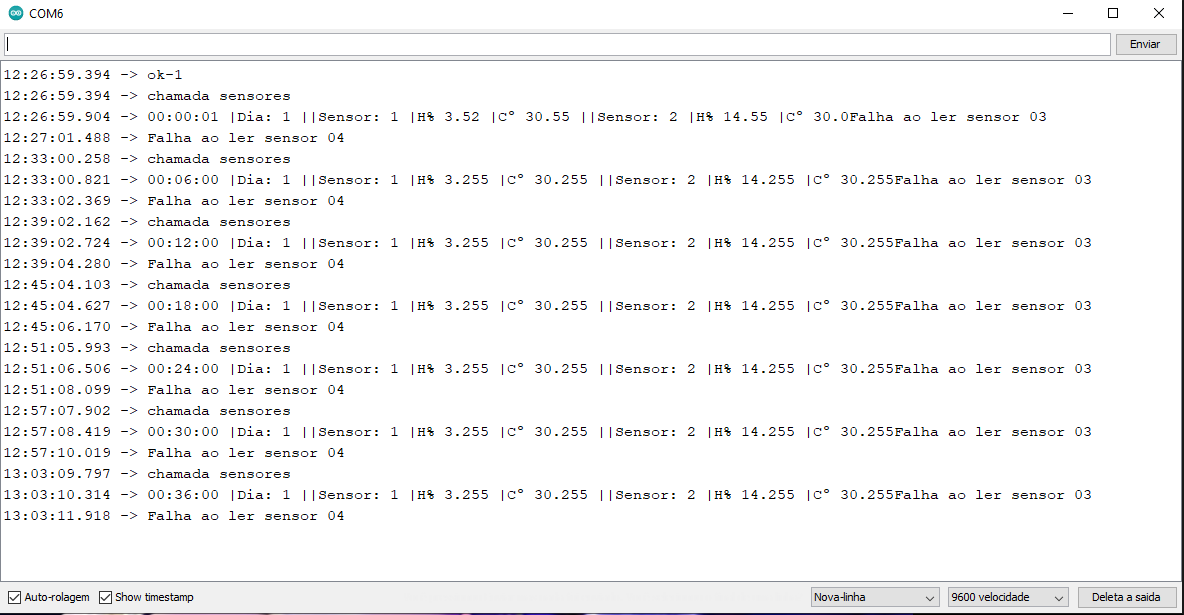 COM6
Enviar
12:26:59.394 -> ok-1
12:26:59.394 -> chamada sensores
12:26:59.904 -> 00:00:01 |Dia: 1 ||Sensor: 1 |H% 3.52 |C° 30.55 ||Sensor: 2 |H% 14.55 |C° 30.0Falha ao ler sensor 03
12:27:01.488 -> Falha ao ler sensor 04
12:33:00.258 -> chamada sensores
12:33:00.821 -> 00:06:00 |Dia: 1 ||Sensor: 1 |H% 3.255 |C° 30.255 ||Sensor: 2 |H% 14.255 |C° 30.255Falha ao ler sensor 03
12:33:02.369 -> Falha ao ler sensor 04
12:39:02.162 -> chamada sensores
12:39:02.724 -> 00:12:00 |Dia: 1 ||Sensor: 1 |H% 3.255 |C° 30.255 ||Sensor: 2 |H% 14.255 |C° 30.255Falha ao ler sensor 03
12:39:04.280 -> Falha ao ler sensor 04
12:45:04.103 -> chamada sensores
12:45:04.627 -> 00:18:00 |Dia: 1 ||Sensor: 1 |H% 3.255 |C° 30.255 ||Sensor: 2 |H% 14.255 |C° 30.255Falha ao ler sensor 03
12:45:06.170 -> Falha ao ler sensor 04
12:51:05.993 -> chamada sensores
12:51:06.506 -> 00:24:00 |Dia: 1 ||Sensor: 1 |H% 3.255 |C° 30.255 ||Sensor: 2 |H% 14.255 |C° 30.255Falha ao ler sensor 03
12:51:08.099 -> Falha ao ler sensor 04
12:57:07.902 -> chamada sensores
12:57:08.419 -> 00:30:00 |Dia: 1 ||Sensor: 1 |H% 3.255 |C° 30.255 ||Sensor: 2 |H% 14.255 |C° 30.255Falha ao ler sensor 03
12:57:10.019 -> Falha ao ler sensor 04
13:03:09.797 -> chamada sensores
13:03:10.314 -> 00:36:00 |Dia: 1 ||Sensor: 1 |H% 3.255 |C° 30.255 ||Sensor: 2 |H% 14.255 |C° 30.255Falha ao ler sensor 03
13:03:11.918 -> Falha ao ler sensor 04
Auto-rolagem Show timestamp Nova-linha 9600 velocidade Deleta a saida